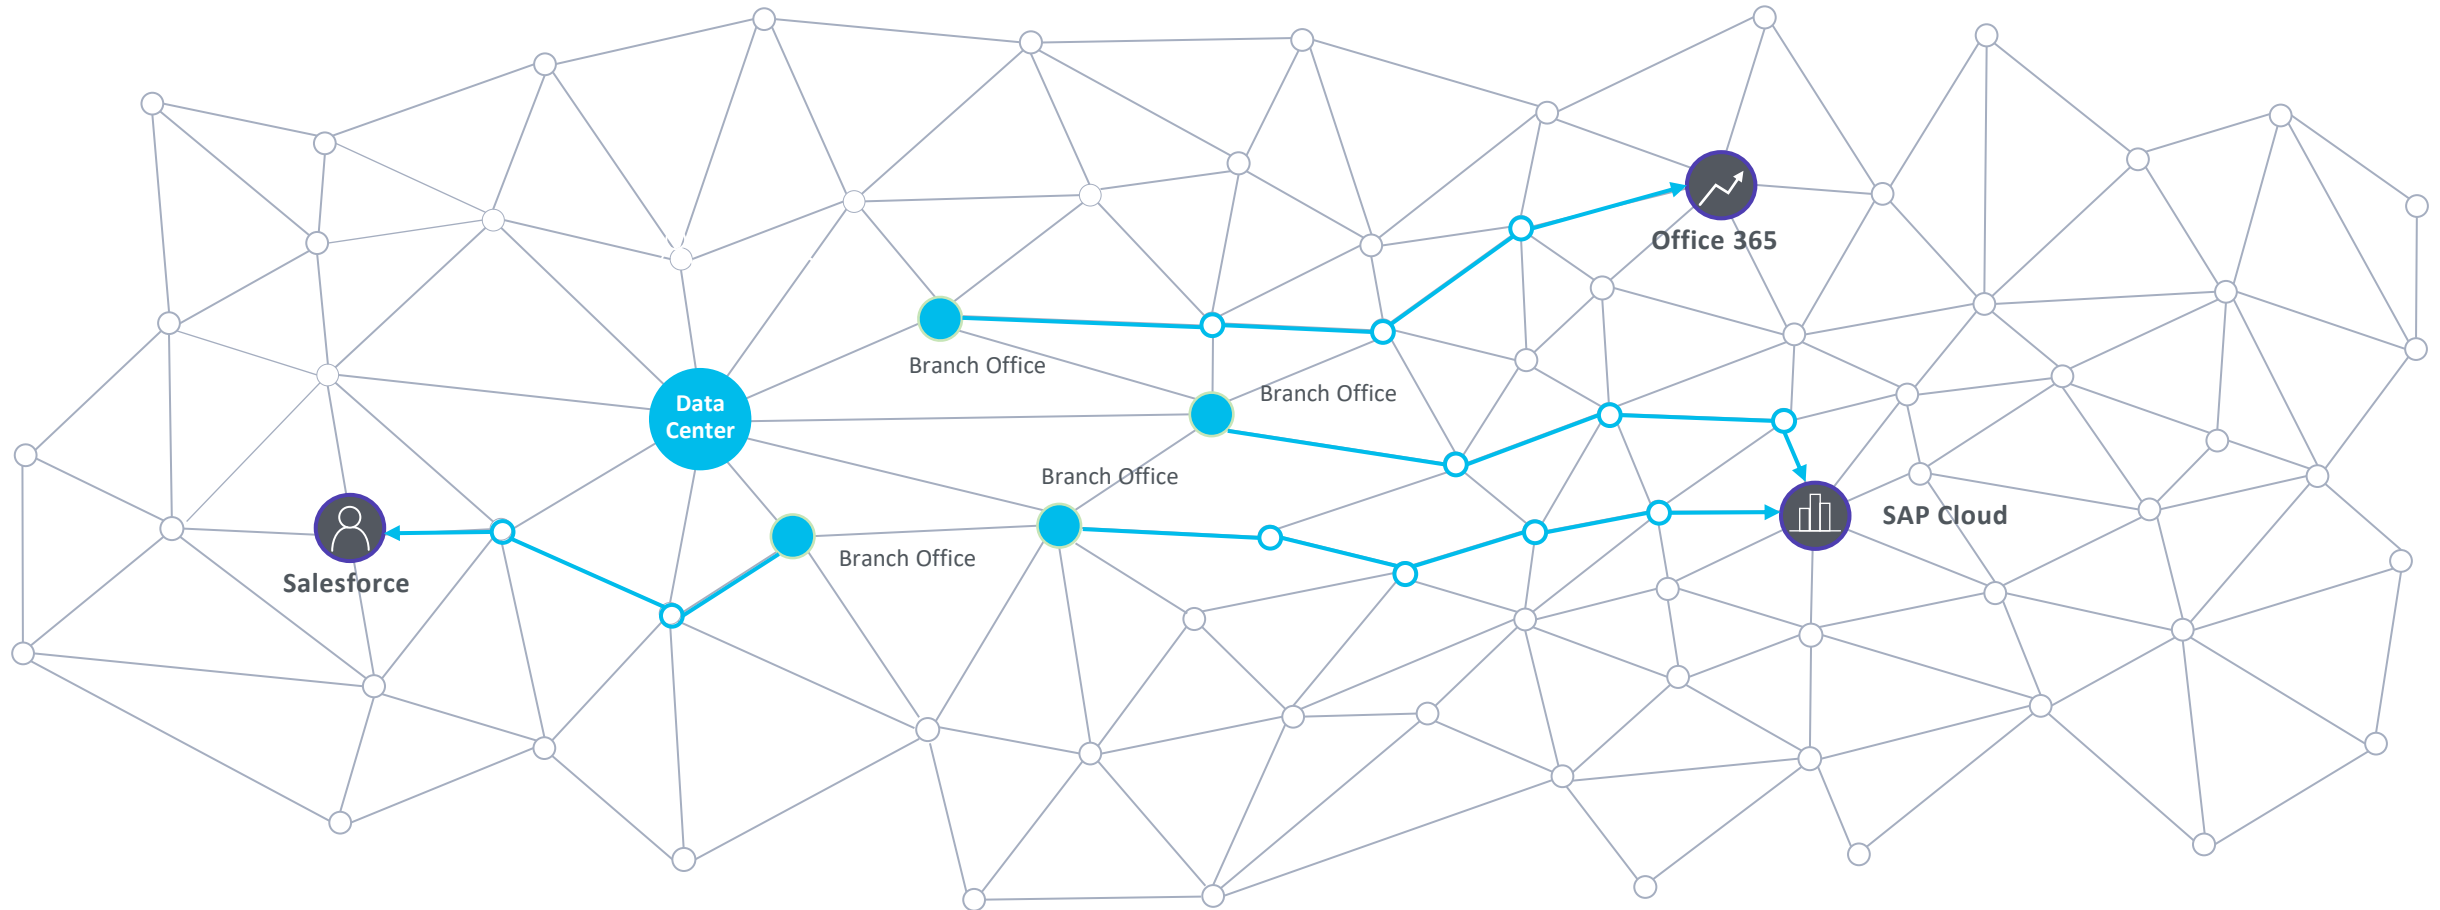 Office 365
Branch Office
Branch Office
Data
Center
Branch Office
SAP Cloud
Branch Office
Salesforce